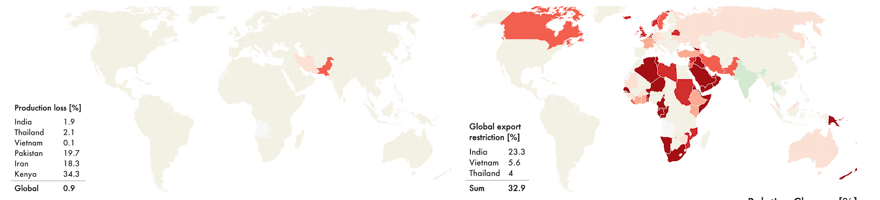 Production loss [%]
India 1.9
Thailand 2.1
Vietnam 0.1
Pakistan 19.7
Iran 18.3
Kenya 34.3
Global 0.9
Global export
restriction [%]
India 23.3
Vietnam 5.6
Thailand 4
Sum 32.9